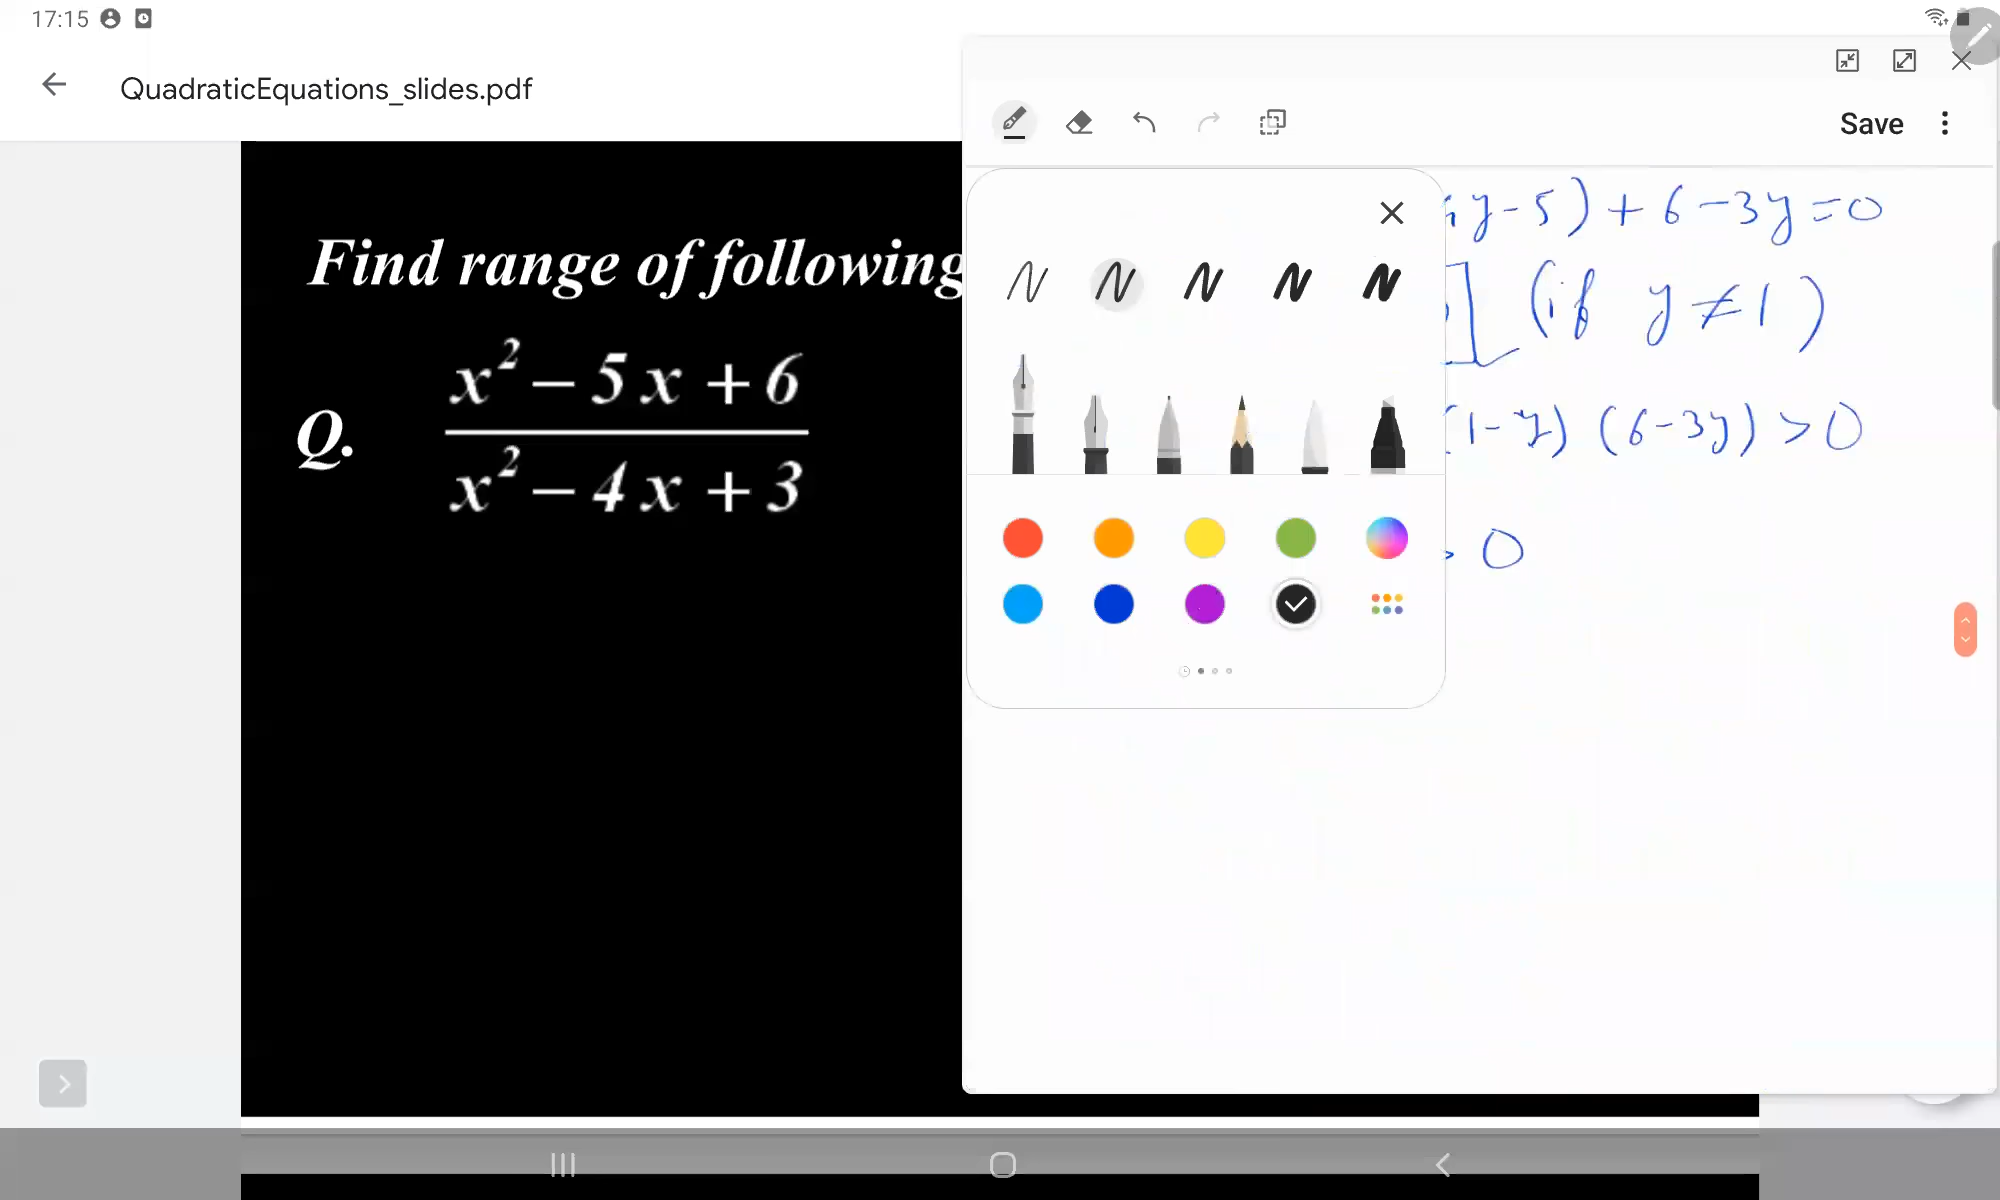 17:15
QuadraticEquations_slides.pdf
Save
Find range of following
Q. x² – 5x + 6
x² – 4x + 3
y-5) + 6-3y=0
] (if y≠1)
(1-y) (6-3y) >0
> 0